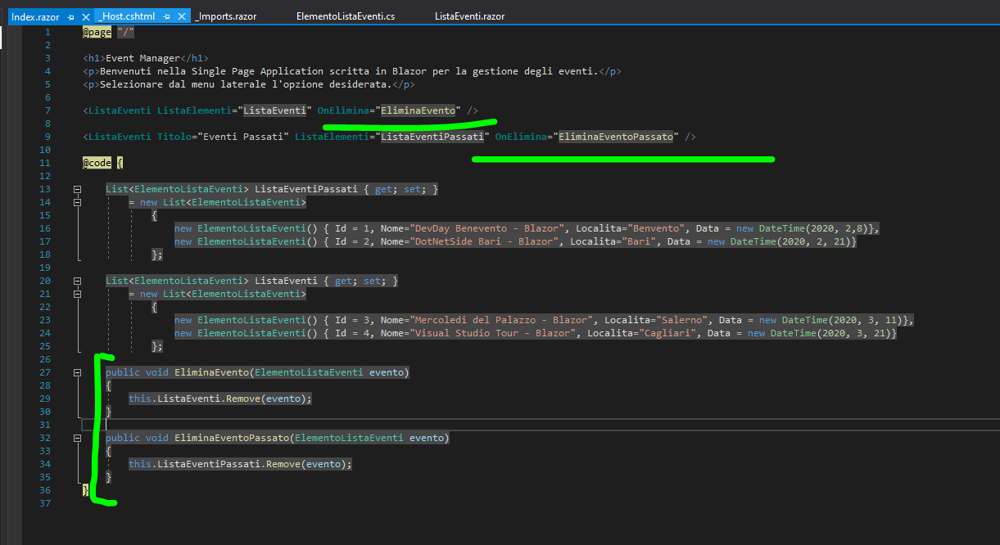 Index.razor _Host.cshtml _Imports.razor ElementoListaEventi.cs ListaEventi.razor
1 @page "/"
2
3 <h1>Event Manager</h1>
4 <p>Benvenuti nella Single Page Application scritta in Blazor per la gestione degli eventi.</p>
5 <p>Selezionare dal menu laterale l'opzione desiderata.</p>
6
7 <ListaEventi ListaElementi="ListaEventi" OnElimina="EliminaEvento" />
8
9 <ListaEventi Titolo="Eventi Passati" ListaElementi="ListaEventiPassati" OnElimina="EliminaEventoPassato" />
10
11 @code {
12
13 List<ElementoListaEventi> ListaEventiPassati { get; set; }
14 = new List<ElementoListaEventi>
15 {
16 new ElementoListaEventi() { Id = 1, Nome="DevDay Benevento - Blazor", Localita="Benvento", Data = new DateTime(2020, 2,8)},
17 new ElementoListaEventi() { Id = 2, Nome="DotNetSide Bari - Blazor", Localita="Bari", Data = new DateTime(2020, 2, 21)}
18 };
19
20 List<ElementoListaEventi> ListaEventi { get; set; }
21 = new List<ElementoListaEventi>
22 {
23 new ElementoListaEventi() { Id = 3, Nome="Mercoledi del Palazzo - Blazor", Localita="Salerno", Data = new DateTime(2020, 3, 11)},
24 new ElementoListaEventi() { Id = 4, Nome="Visual Studio Tour - Blazor", Localita="Cagliari", Data = new DateTime(2020, 3, 21)}
25 };
26
27 public void EliminaEvento(ElementoListaEventi evento)
28 {
29 this.ListaEventi.Remove(evento);
30 }
31
32 public void EliminaEventoPassato(ElementoListaEventi evento)
33 {
34 this.ListaEventiPassati.Remove(evento);
35 }
36 }
37